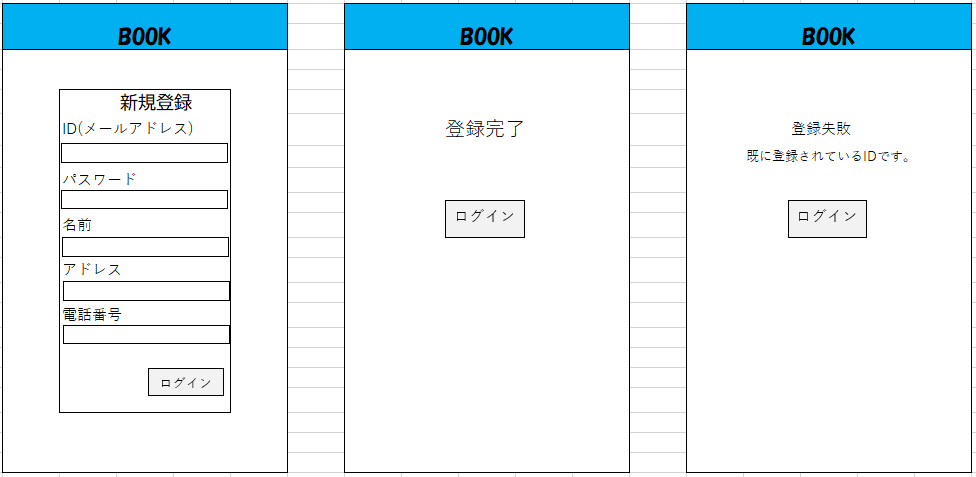 BOOK
新規登録
ID(メールアドレス)
パスワード
名前
アドレス
電話番号
ログイン
BOOK
登録完了
ログイン
BOOK
登録失敗
既に登録されているIDです。
ログイン